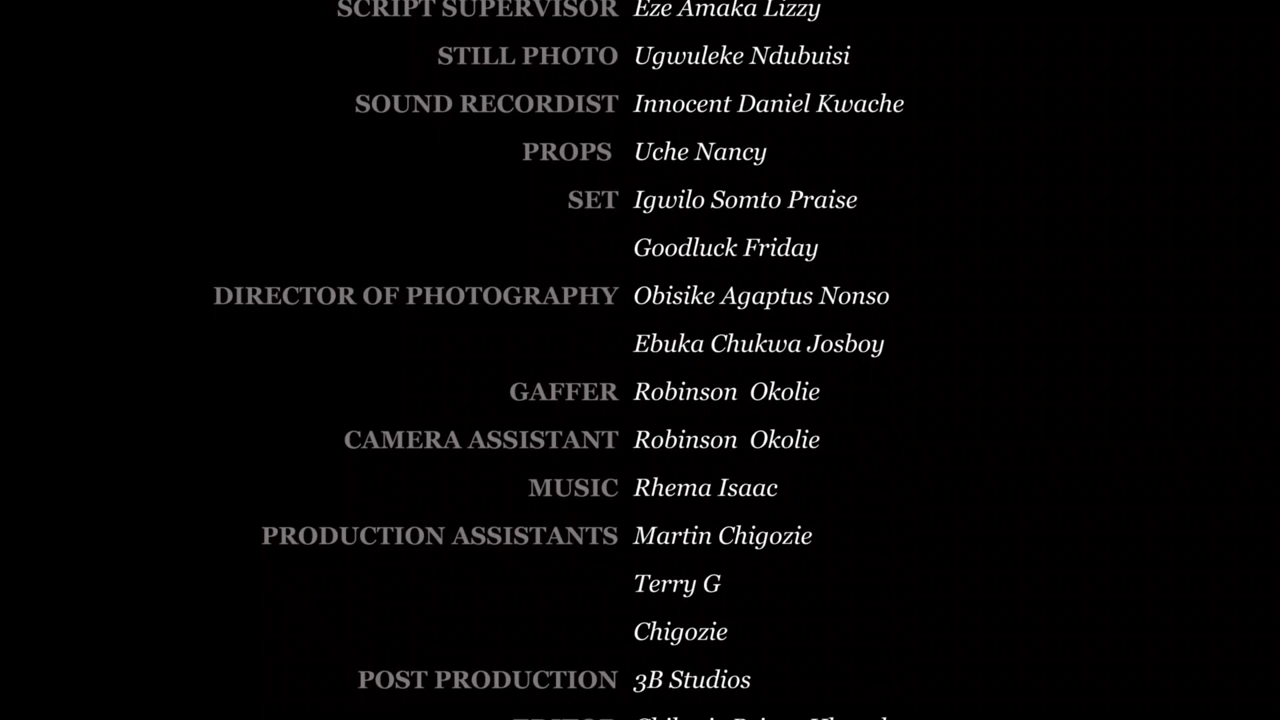 SCRIPT SUPERVISOR Eze Amaka Lizzy
STILL PHOTO Ugwuleke Ndubuisi
SOUND RECORDIST Innocent Daniel Kwache
PROPS Uche Nancy
SET Igwilo Somto Praise
Goodluck Friday
DIRECTOR OF PHOTOGRAPHY Obisike Agaptus Nonso
Ebuka Chukwa Josboy
GAFFER Robinson Okolie
CAMERA ASSISTANT Robinson Okolie
MUSIC Rhema Isaac
PRODUCTION ASSISTANTS Martin Chigozie
Terry G
Chigozie
POST PRODUCTION 3B Studios
EDITOR